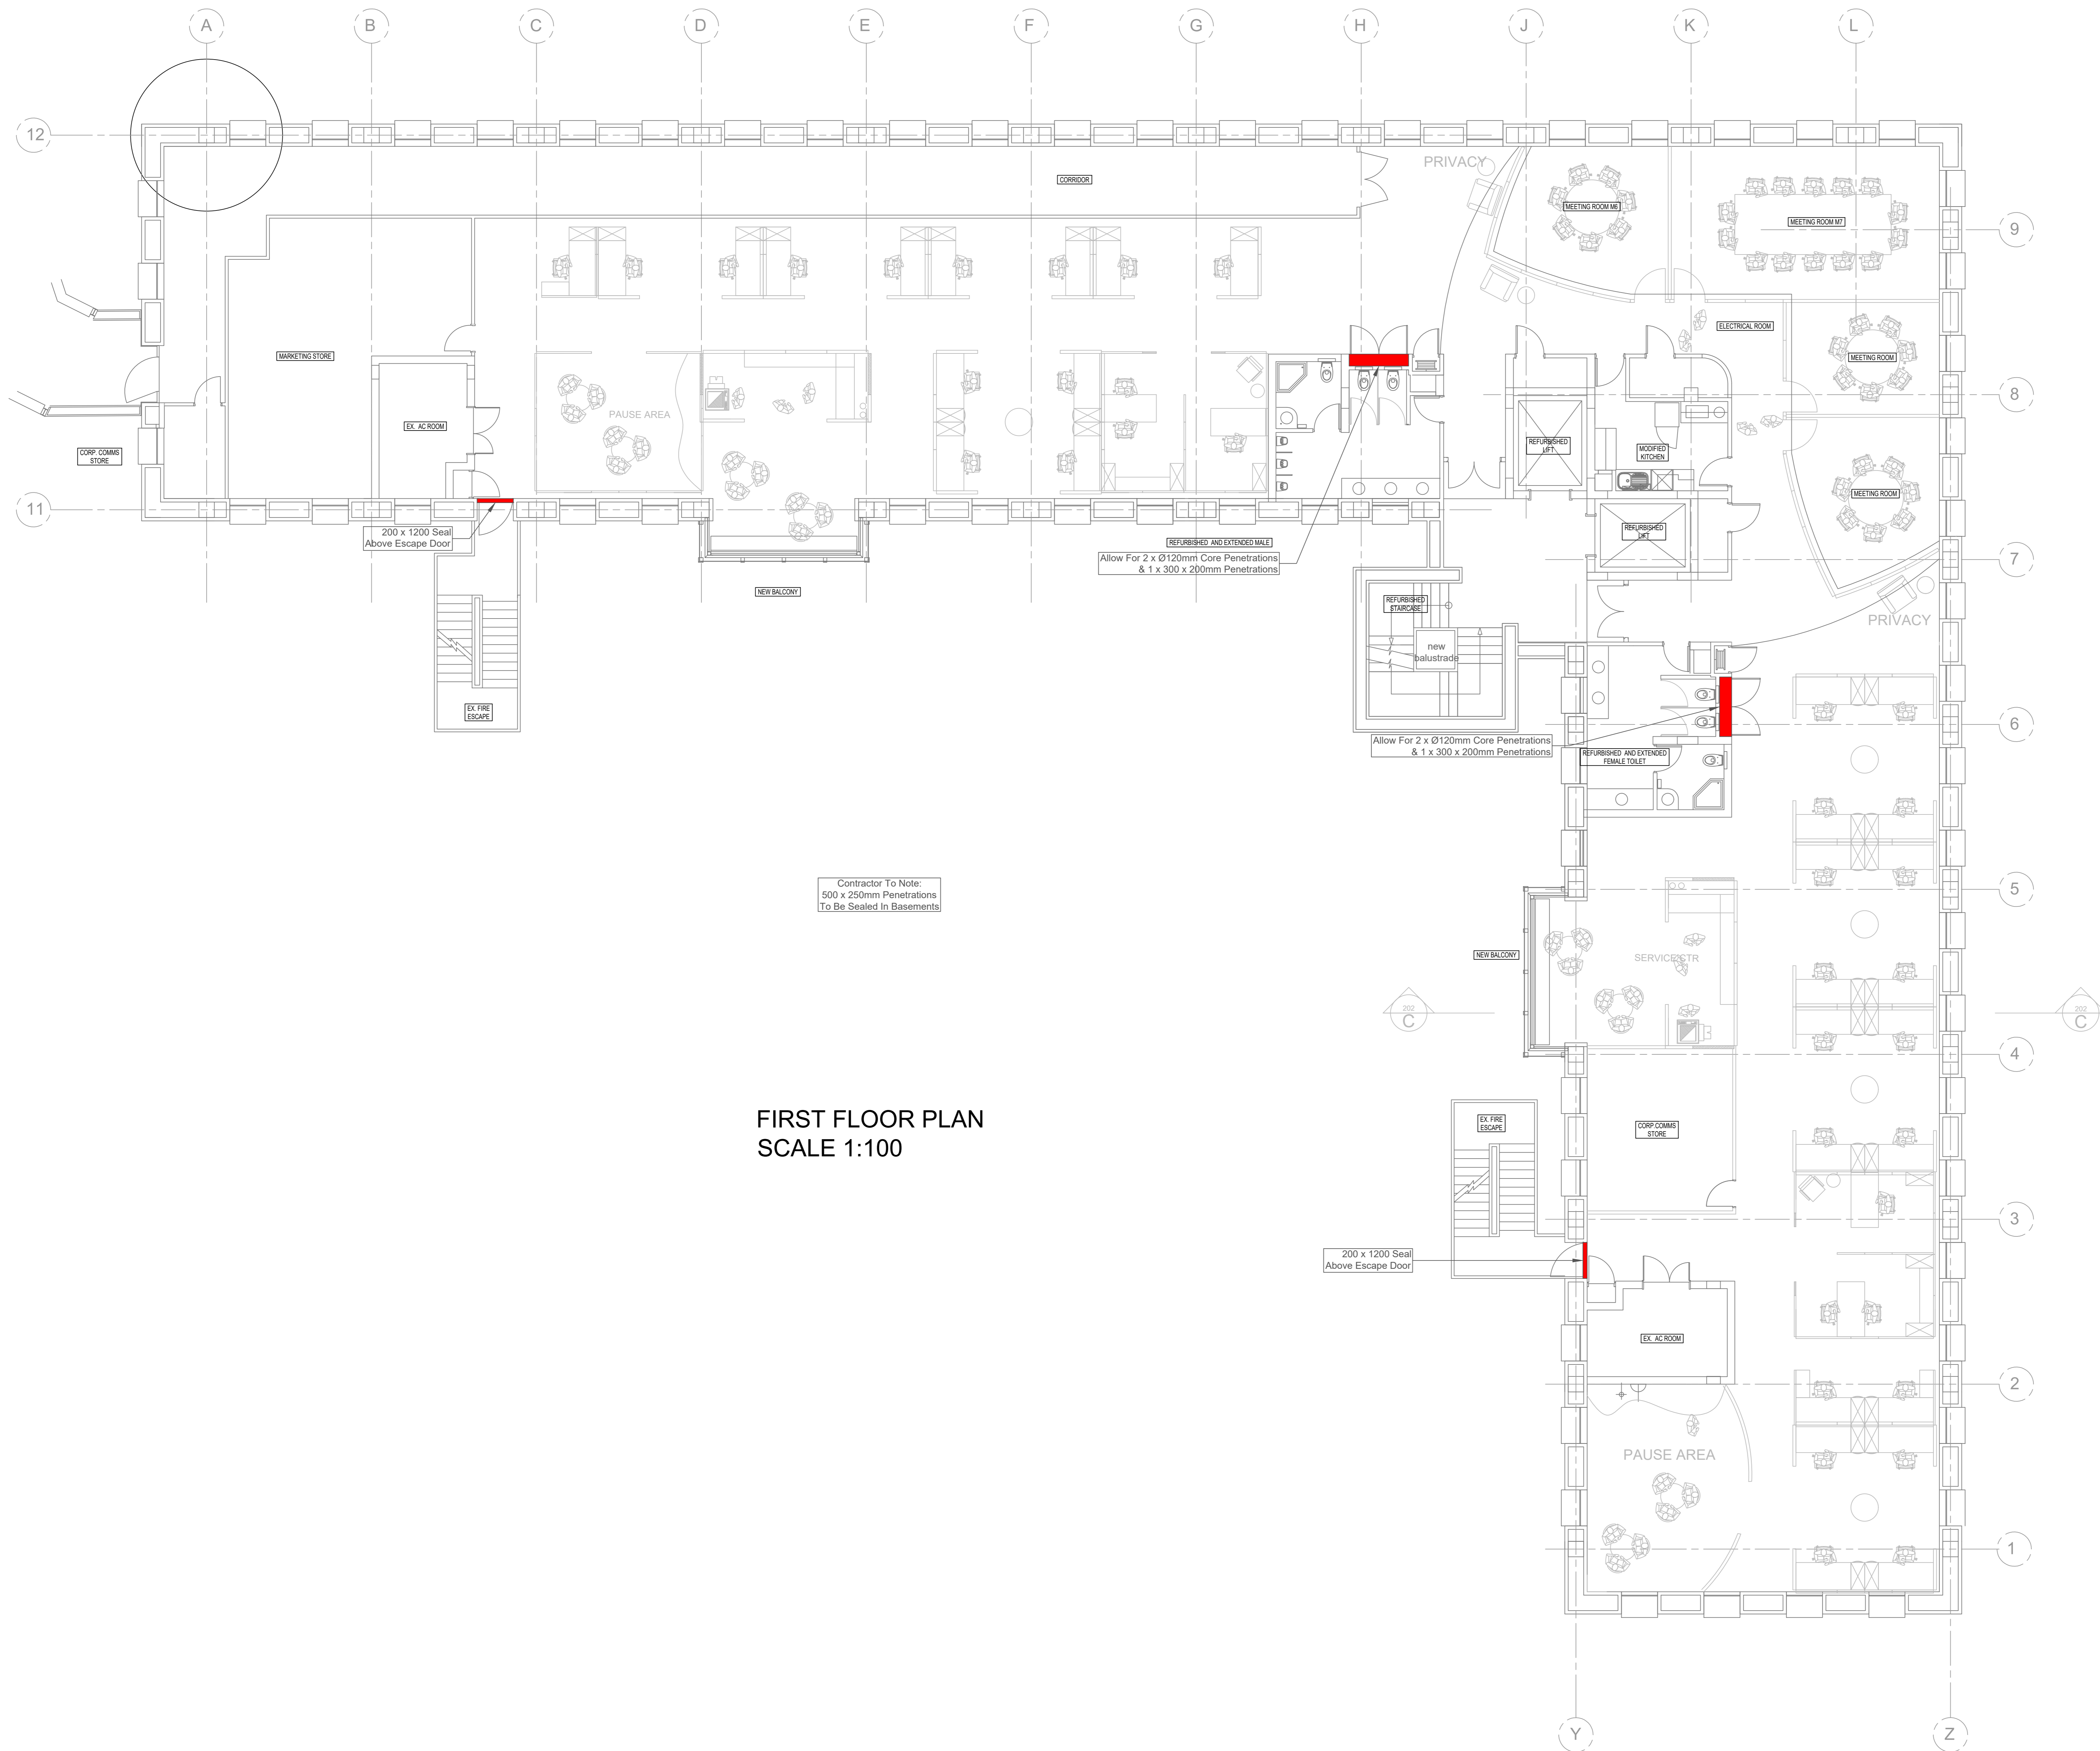 A
B
C
D
E
F
G
H
J
K
L
12
CORRIDOR
PRIVACY
MEETING ROOM M6
MEETING ROOM M7
9
ELECTRICAL ROOM
MARKETING STORE
MEETING ROOM
PAUSE AREA
8
EX. AC ROOM
REFURBISHED
LIFT
MODIFIED
KITCHEN
CORP. COMMS
STORE
MEETING ROOM
11
200 x 1200 Seal
Above Escape Door
REFURBISHED
LIFT
REFURBISHED AND EXTENDED MALE
Allow For 2 x Ø120mm Core Penetrations
& 1 x 300 x 200mm Penetrations
7
NEW BALCONY
REFURBISHED
STAIRCASE
PRIVACY
new
balustrade
EX. FIRE
ESCAPE
6
Allow For 2 x Ø120mm Core Penetrations
& 1 x 300 x 200mm Penetrations
REFURBISHED AND EXTENDED
FEMALE TOILET
Contractor To Note:
500 x 250mm Penetrations
To Be Sealed In Basements
5
NEW BALCONY
SERVICE CTR
202
C
202
C
4
FIRST FLOOR PLAN
SCALE 1:100
EX. FIRE
ESCAPE
CORP.COMMS
STORE
3
200 x 1200 Seal
Above Escape Door
EX. AC ROOM
2
PAUSE AREA
1
Y
Z